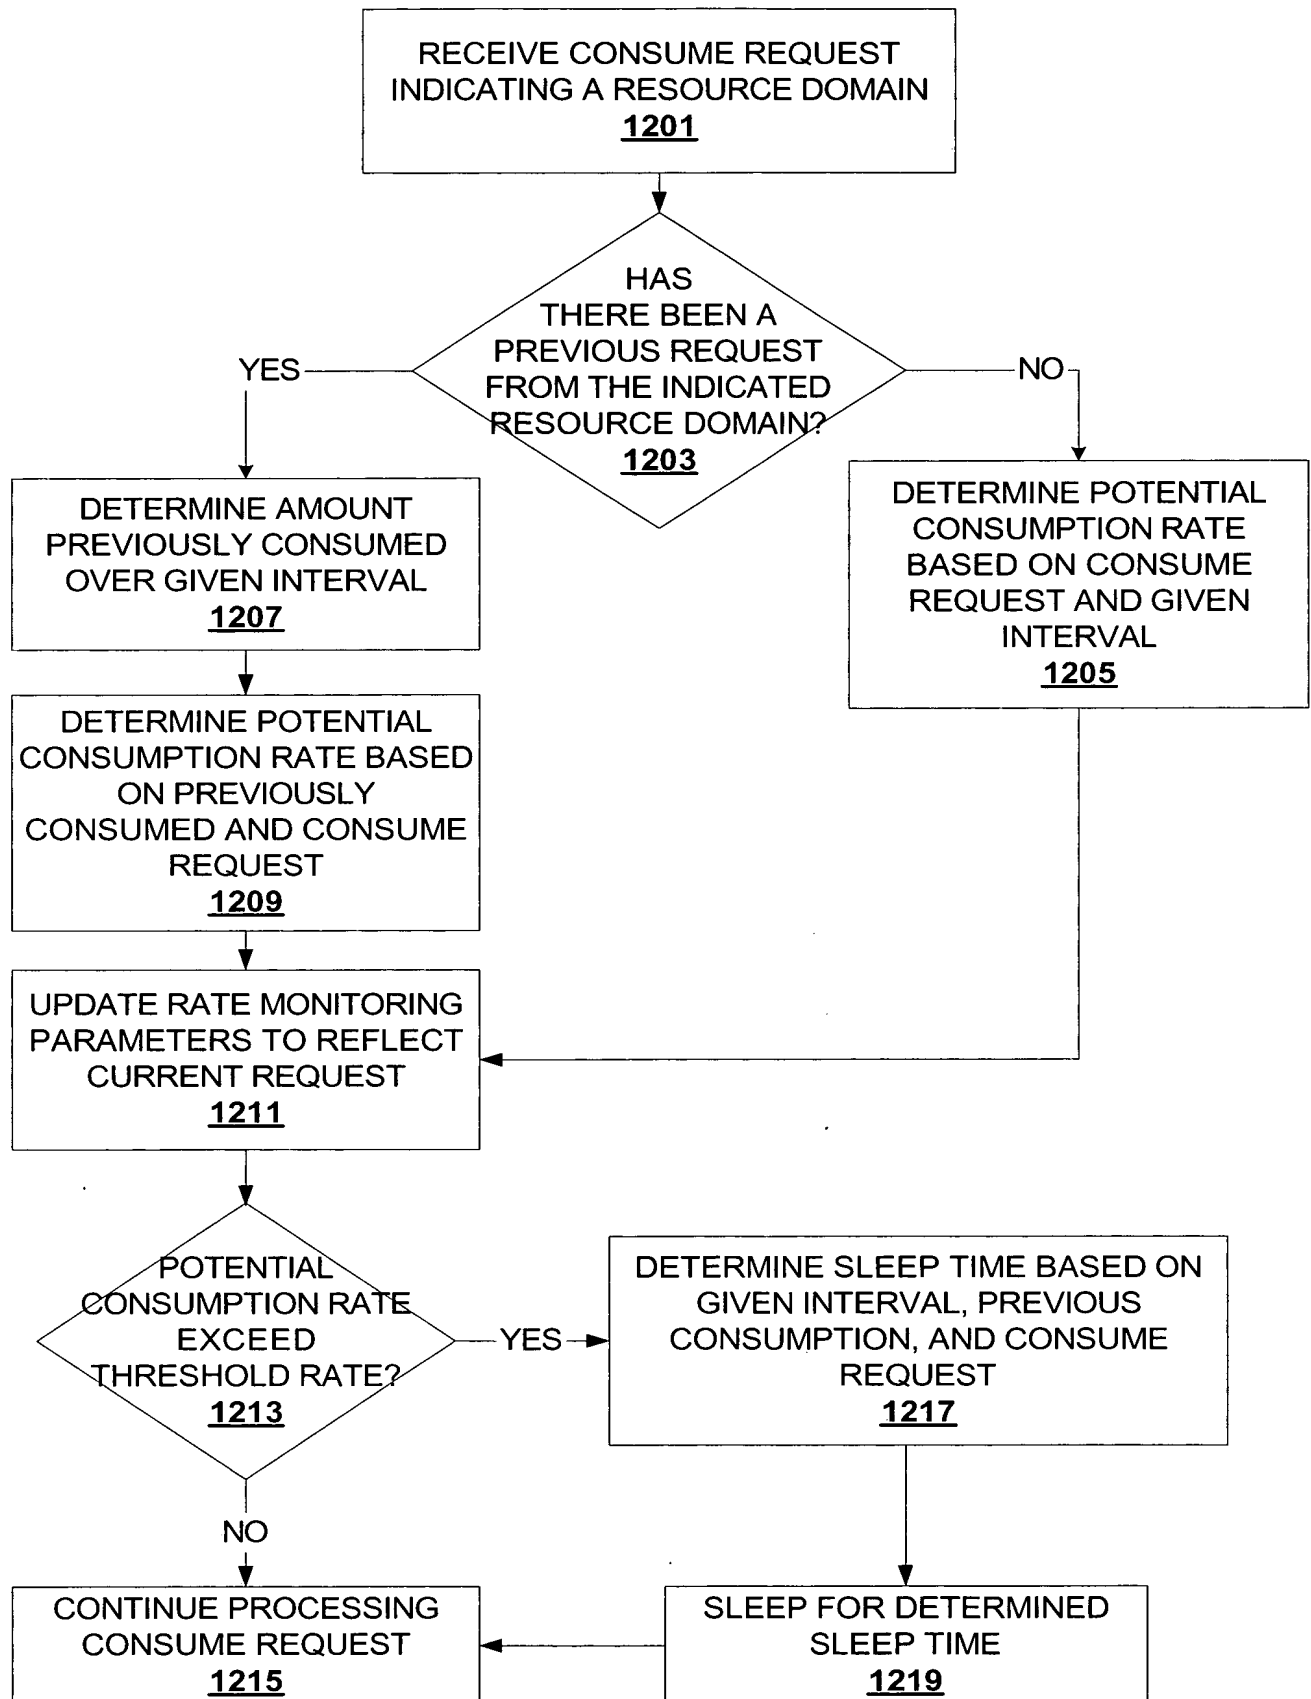 RECEIVE CONSUME REQUEST
INDICATING A RESOURCE DOMAIN
1201
HAS
THERE BEEN A
PREVIOUS REQUEST
FROM THE INDICATED
RESOURCE DOMAIN?
1203
YES
NO
DETERMINE AMOUNT
PREVIOUSLY CONSUMED
OVER GIVEN INTERVAL
1207
DETERMINE POTENTIAL
CONSUMPTION RATE
BASED ON CONSUME
REQUEST AND GIVEN
INTERVAL
1205
DETERMINE POTENTIAL
CONSUMPTION RATE BASED
ON PREVIOUSLY
CONSUMED AND CONSUME
REQUEST
1209
UPDATE RATE MONITORING
PARAMETERS TO REFLECT
CURRENT REQUEST
1211
POTENTIAL
CONSUMPTION RATE
EXCEED
THRESHOLD RATE?
1213
YES
DETERMINE SLEEP TIME BASED ON
GIVEN INTERVAL, PREVIOUS
CONSUMPTION, AND CONSUME
REQUEST
1217
NO
CONTINUE PROCESSING
CONSUME REQUEST
1215
SLEEP FOR DETERMINED
SLEEP TIME
1219